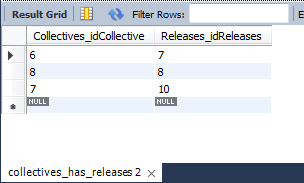 Result Grid Filter Rows: E
Collectives_idCollective Releases_idReleases
6 7
8 8
7 10
NULL NULL
collectives_has_releases 2 ×